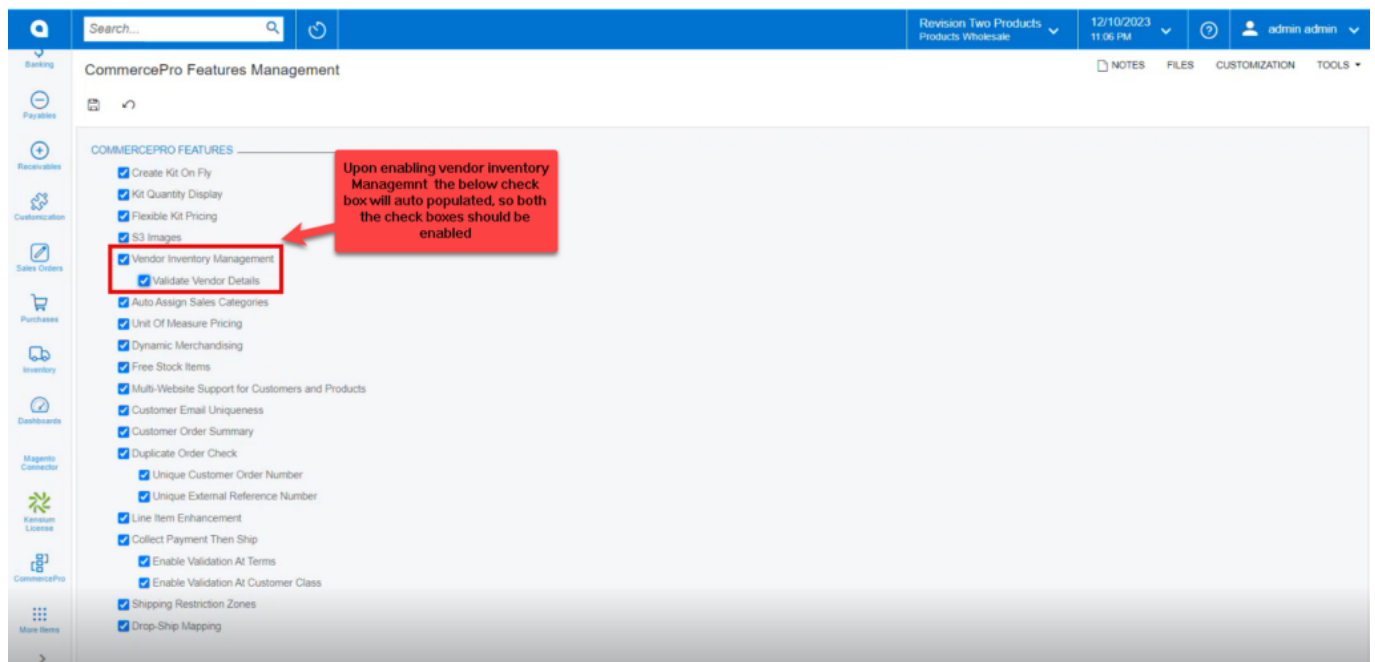 Search...
Revision Two Products
Products Wholesale
12/10/2023
11:06 PM
admin admin
Banking
CommercePro Features Management
NOTES FILES CUSTOMIZATION TOOLS
Payables
Receivables
Customization
Sales Orders
Purchases
Inventory
Dashboards
Magento
Connector
Kensium
License
CommercePro
More Items
COMMERCEPRO FEATURES
Create Kit On Fly
Kit Quantity Display
Flexible Kit Pricing
S3 Images
Vendor Inventory Management
Validate Vendor Details
Auto Assign Sales Categories
Unit Of Measure Pricing
Dynamic Merchandising
Free Stock Items
Multi-Website Support for Customers and Products
Customer Email Uniqueness
Customer Order Summary
Duplicate Order Check
Unique Customer Order Number
Unique External Reference Number
Line Item Enhancement
Collect Payment Then Ship
Enable Validation At Terms
Enable Validation At Customer Class
Shipping Restriction Zones
Drop-Ship Mapping
Upon enabling vendor inventory
Managemnt the below check
box will auto populated, so both
the check boxes should be
enabled